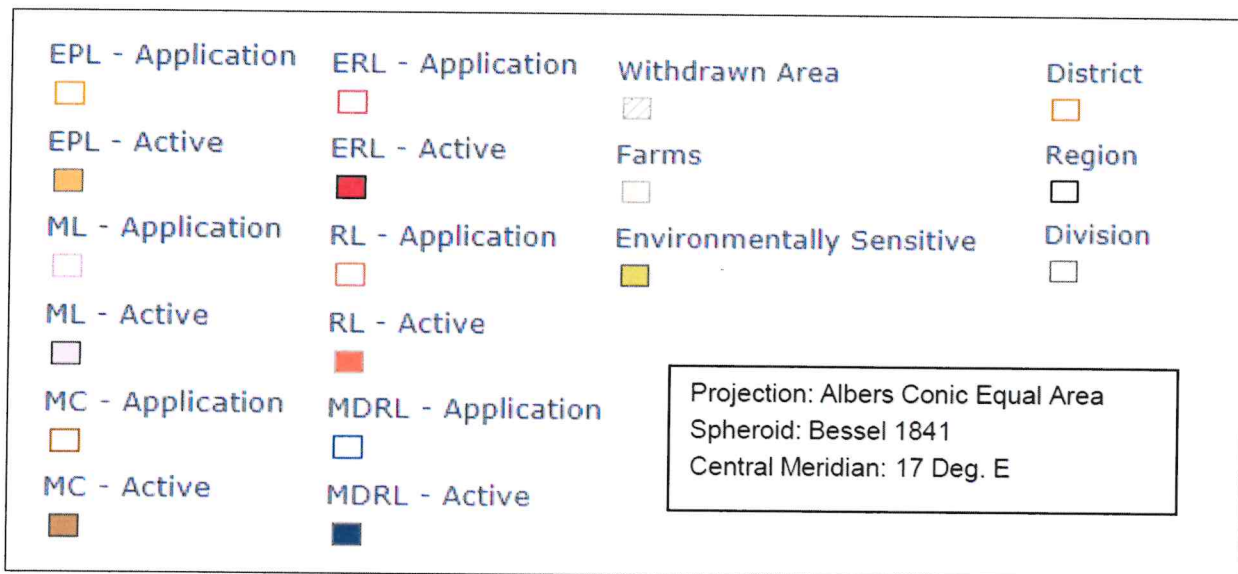 EPL - Application
EPL - Active
ML - Application
ML - Active
MC - Application
MC - Active
ERL - Application
ERL - Active
RL - Application
RL - Active
MDRL - Application
MDRL - Active
Withdrawn Area
Farms
Environmentally Sensitive
District
Region
Division
Projection: Albers Conic Equal Area
Spheroid: Bessel 1841
Central Meridian: 17 Deg. E